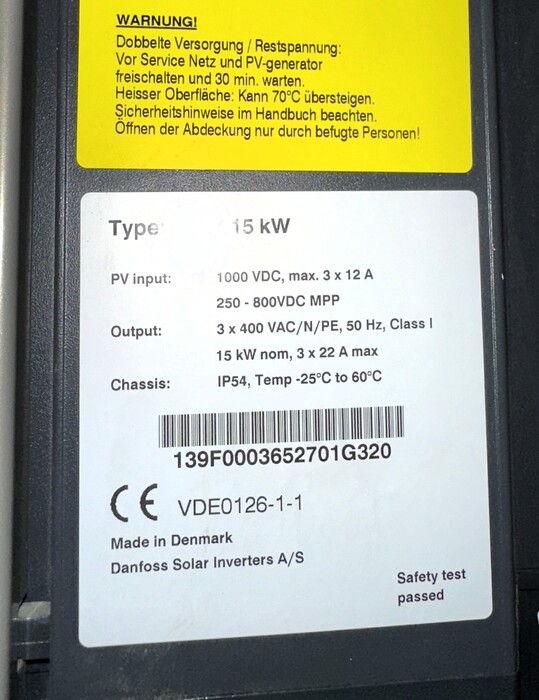 WARNUNG!
Dobbelte Versorgung / Restspannung:
Vor Service Netz und PV-generator
freischalten und 30 min. warten.
Heisser Oberfläche: Kann 70°C übersteigen.
Sicherheitshinweise im Handbuch beachten.
Öffnen der Abdeckung nur durch befugte Personen!
Type 15 kW
PV input: 1000 VDC, max. 3 x 12 A
250 - 800VDC MPP
Output: 3 x 400 VAC/N/PE, 50 Hz, Class I
15 kW nom, 3 x 22 A max
Chassis: IP54, Temp -25°C to 60°C
139F0003652701G320
CE VDE0126-1-1
Made in Denmark
Danfoss Solar Inverters A/S
Safety test
passed